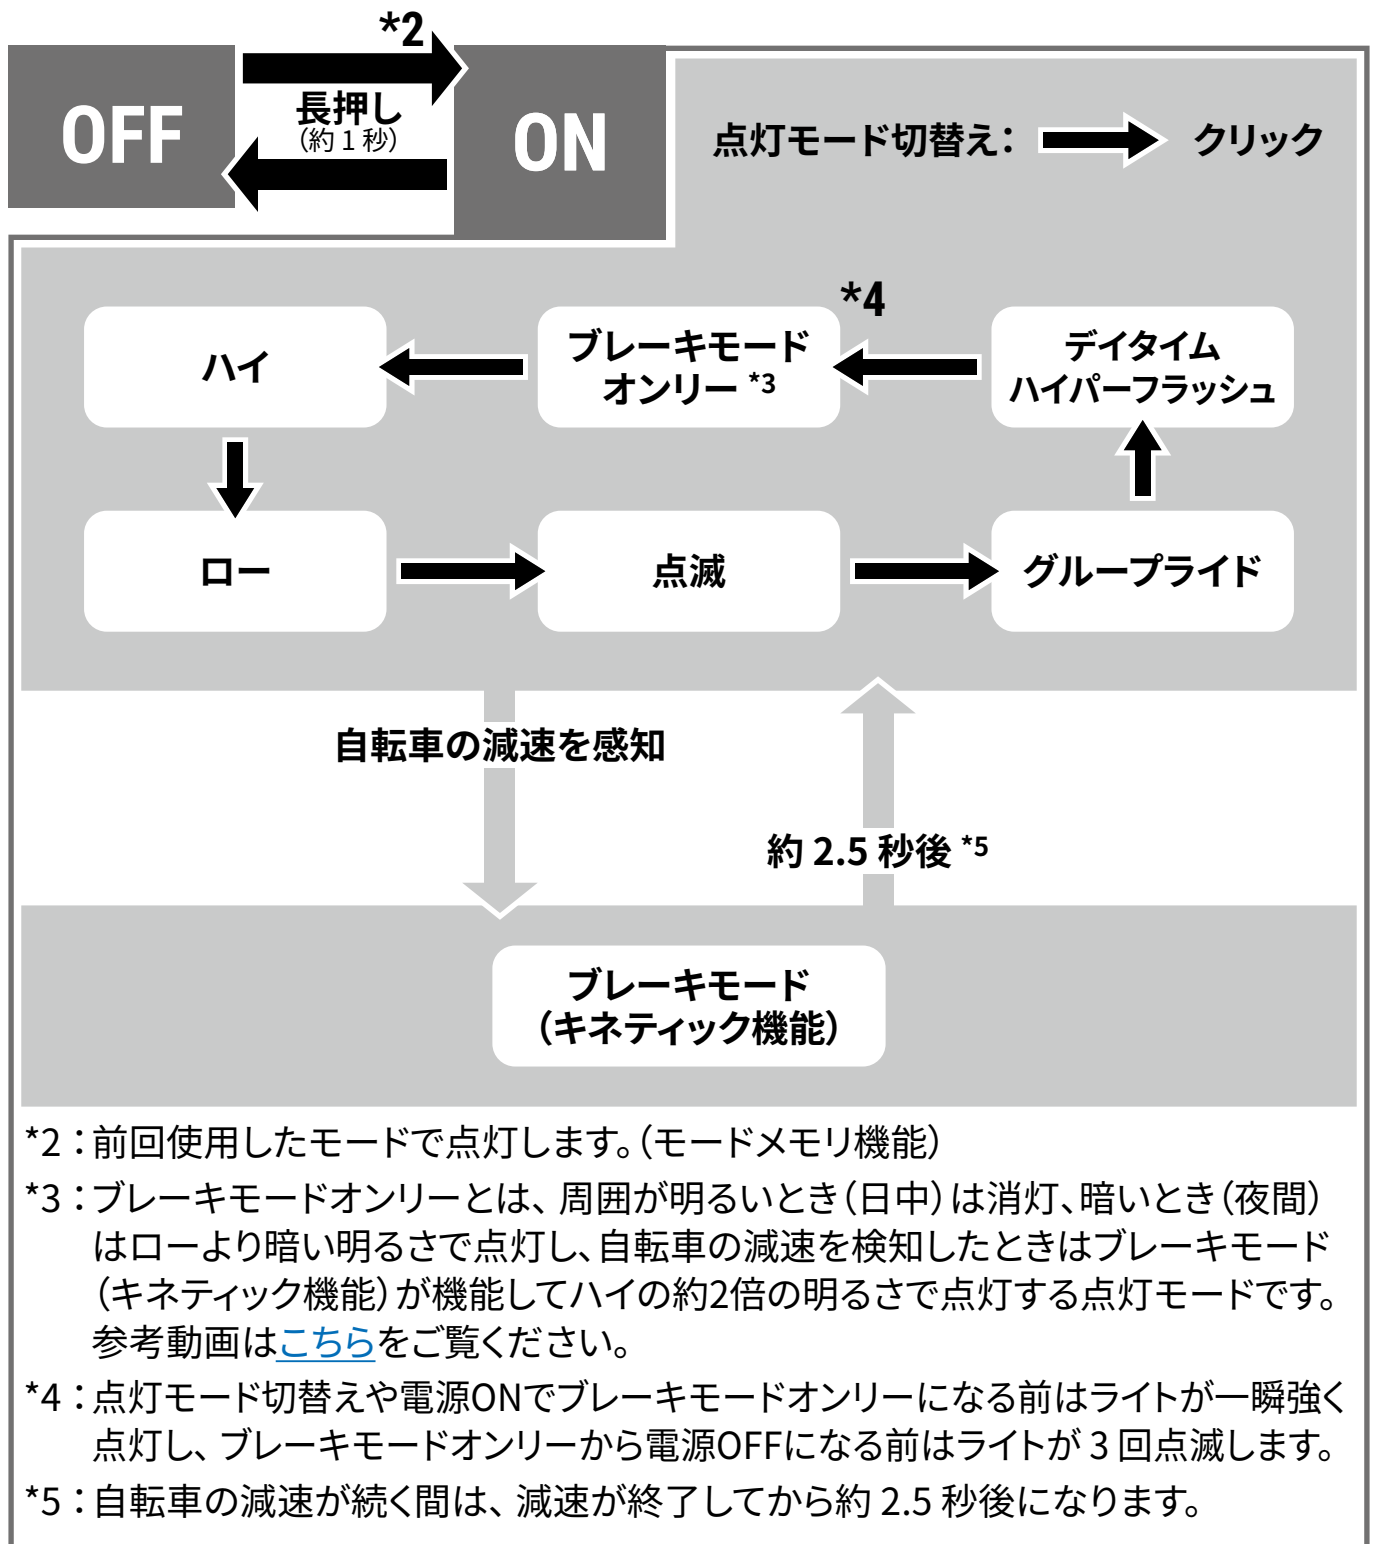 *2
OFF
長押し
（約 1 秒）
ON
点灯モード切替え： クリック
*4
ハイ
ブレーキモード
オンリー *3
デイタイム
ハイパーフラッシュ
ロー
点滅
グループライド
自転車の減速を感知
約 2.5 秒後 *5
ブレーキモード
（キネティック機能）
*2：前回使用したモードで点灯します。（モードメモリ機能）
*3：ブレーキモードオンリーとは、周囲が明るいとき（日中）は消灯、暗いとき（夜間）
はローより暗い明るさで点灯し、自転車の減速を検知したときはブレーキモード
（キネティック機能）が機能してハイの約2倍の明るさで点灯する点灯モードです。
参考動画はこちらをご覧ください。
*4：点灯モード切替えや電源ONでブレーキモードオンリーになる前はライトが一瞬強く
点灯し、ブレーキモードオンリーから電源OFFになる前はライトが 3 回点滅します。
*5：自転車の減速が続く間は、減速が終了してから約 2.5 秒後になります。